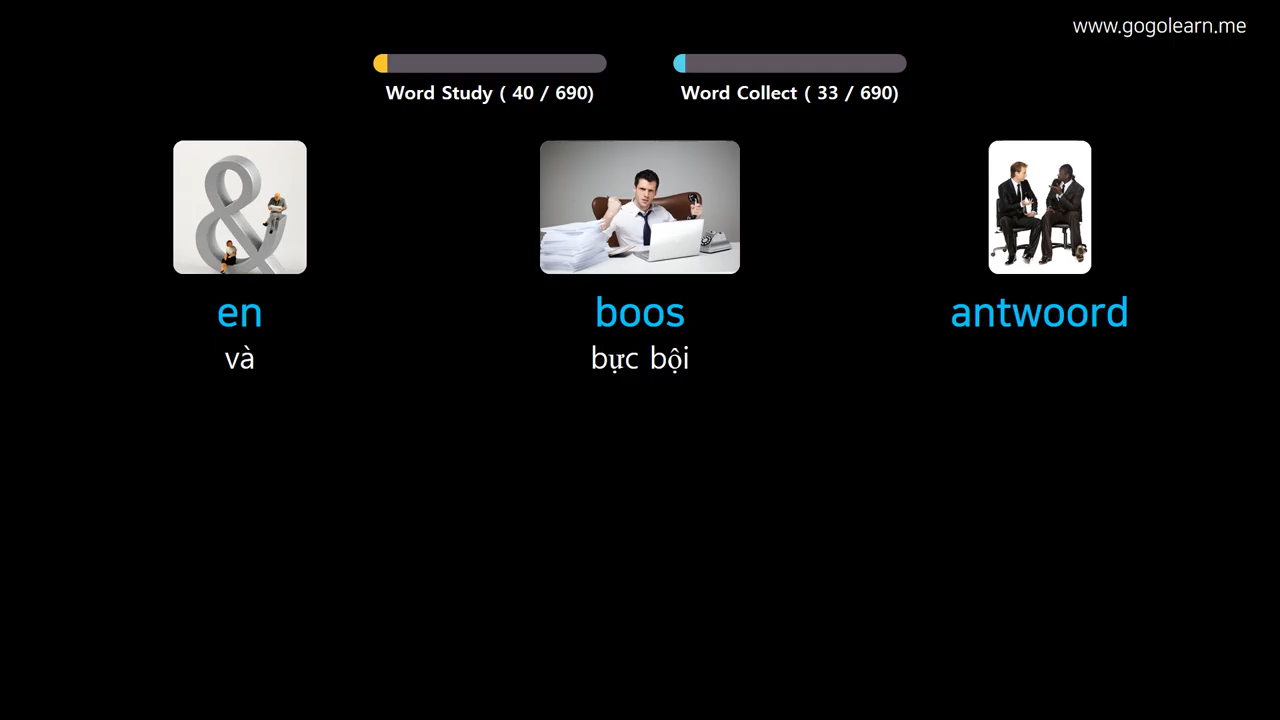 www.gogolearn.me
Word Study ( 40 / 690)
Word Collect ( 33 / 690)
&
en
boos
antwoord
và
bực bội